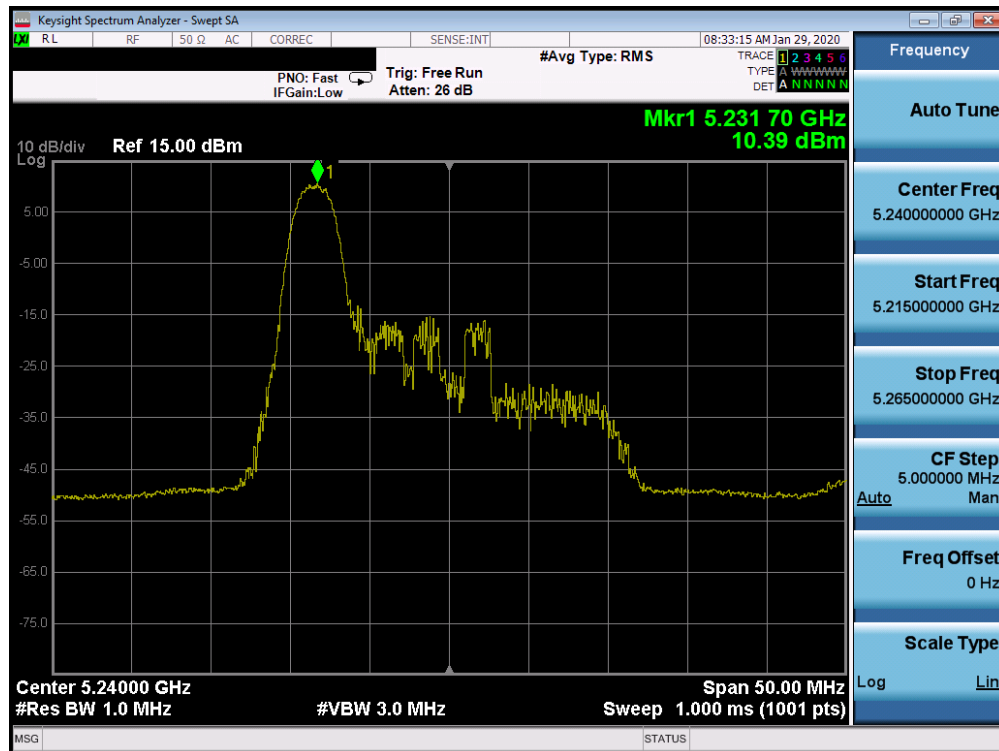 Keysight Spectrum Analyzer - Swept SA
LXI RL RF 50 Ω AC CORREC SENSE:INT 08:33:15 AM Jan 29, 2020
PNO: Fast
IFGain:Low
Trig: Free Run
Atten: 26 dB
#Avg Type: RMS
TRACE 1 2 3 4 5 6
TYPE A WWWWWW
DET A N N N N N
Mkr1 5.231 70 GHz
10.39 dBm
10 dB/div Ref 15.00 dBm
Log
1
5.00
-5.00
-15.0
-25.0
-35.0
-45.0
-55.0
-65.0
-75.0
Center 5.24000 GHz Span 50.00 MHz
#Res BW 1.0 MHz #VBW 3.0 MHz Sweep 1.000 ms (1001 pts)
MSG STATUS
Frequency
Auto Tune
Center Freq
5.240000000 GHz
Start Freq
5.215000000 GHz
Stop Freq
5.265000000 GHz
CF Step
5.000000 MHz
Auto Man
Freq Offset
0 Hz
Scale Type
Log Lin